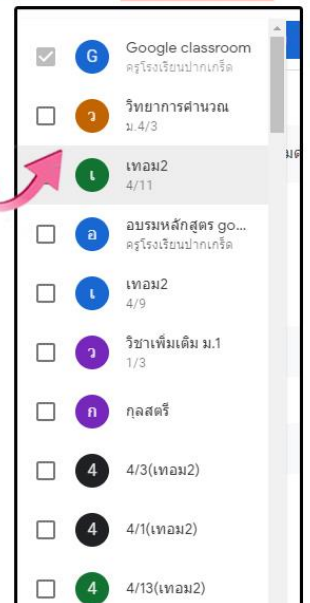 G
Google classroom
ครูโรงเรียนปากเกร็ด
ว
วิทยาการศำนวณ
ม.4/3
เ
เทอม2
4/11
อ
อบรมหลักสูตร go...
ครูโรงเรียนปากเกร็ด
เ
เทอม2
4/9
ว
วิชาเพิ่มเติม ม.1
1/3
ก
กุลสตรี
4
4/3(เทอม2)
4
4/1(เทอม2)
4
4/13(เทอม2)